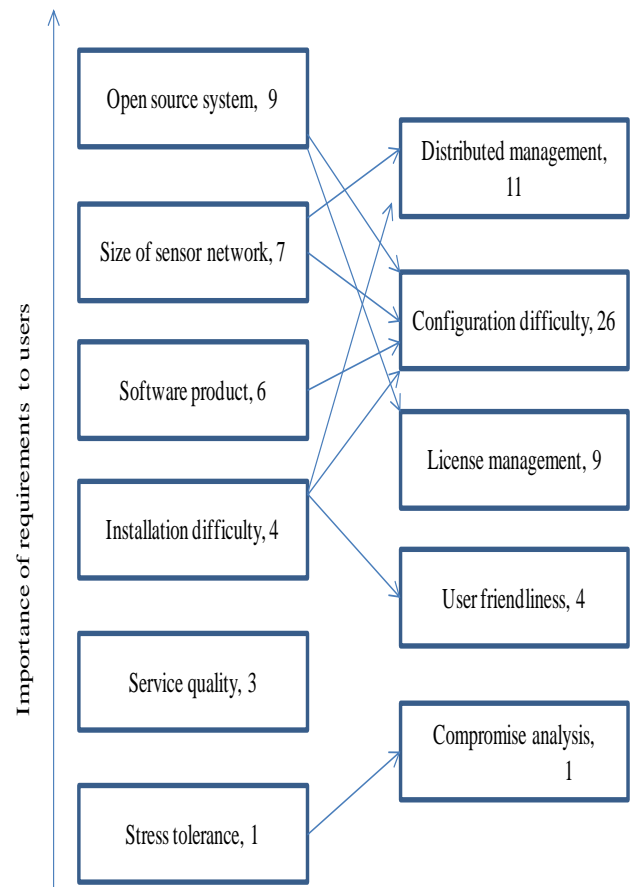 Importance of requirements to users
Open source system, 9
Size of sensor network, 7
Software product, 6
Installation difficulty, 4
Service quality, 3
Stress tolerance, 1
Distributed management,
11
Configuration difficulty, 26
License management, 9
User friendliness, 4
Compromise analysis,
1